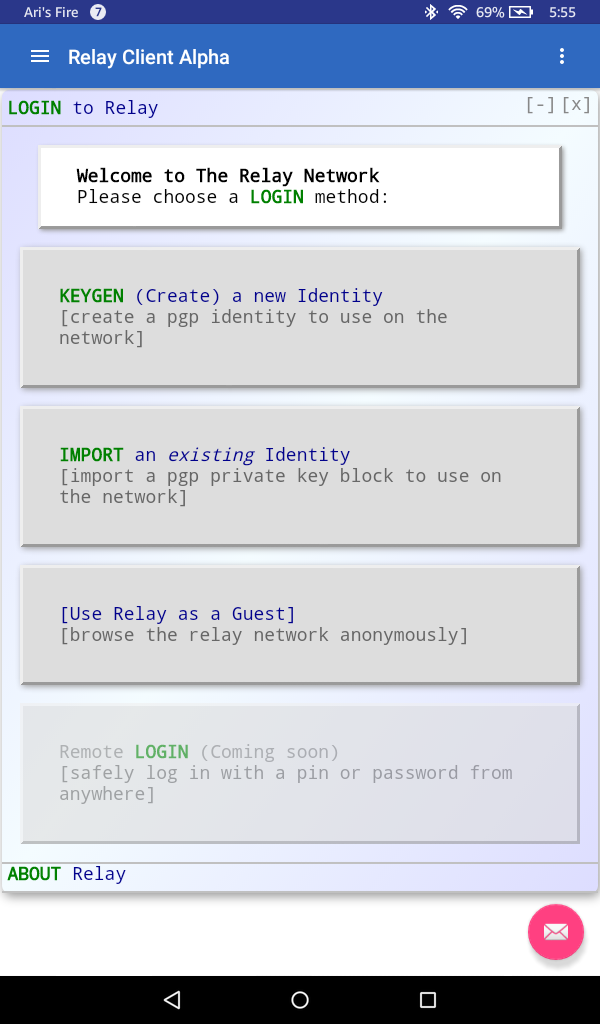 Ari's Fire 7 69% 5:55
Relay Client Alpha
LOGIN to Relay [-] [x]
Welcome to The Relay Network
Please choose a LOGIN method:
KEYGEN (Create) a new Identity
[create a pgp identity to use on the
network]
IMPORT an existing Identity
[import a pgp private key block to use on
the network]
[Use Relay as a Guest]
[browse the relay network anonymously]
Remote LOGIN (Coming soon)
[safely log in with a pin or password from
anywhere]
ABOUT Relay